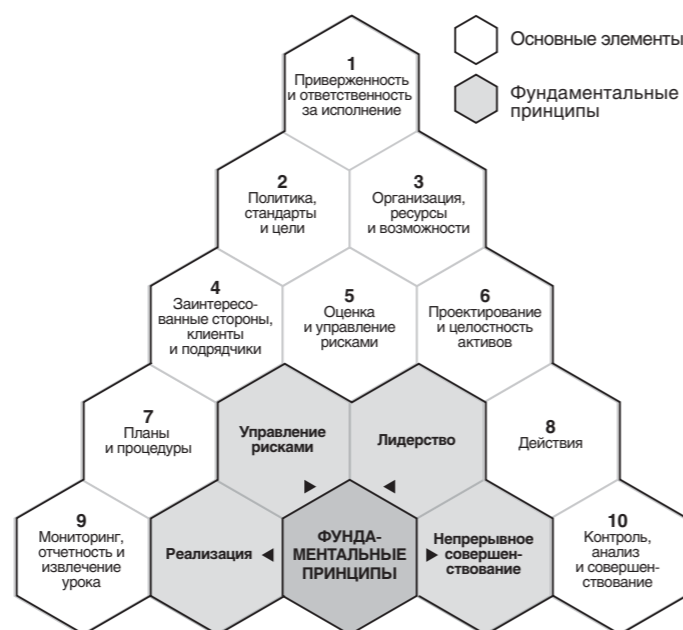 Основные элементы
Фундаментальные
принципы
1
Приверженность
и ответственность
за исполнение
2
Политика,
стандарты
и цели
3
Организация,
ресурсы
и возможности
4
Заинтересо-
ванные стороны,
клиенты
и подрядчики
5
Оценка
и управление
рисками
6
Проектирование
и целостность
активов
7
Планы
и процедуры
Управление
рисками
Лидерство
8
Действия
9
Мониторинг,
отчетность и
извлечение
урока
Реализация
ФУНДА-
МЕНТАЛЬНЫЕ
ПРИНЦИПЫ
Непрерывное
совершен-
ствование
10
Контроль,
анализ
и совершен-
ствование